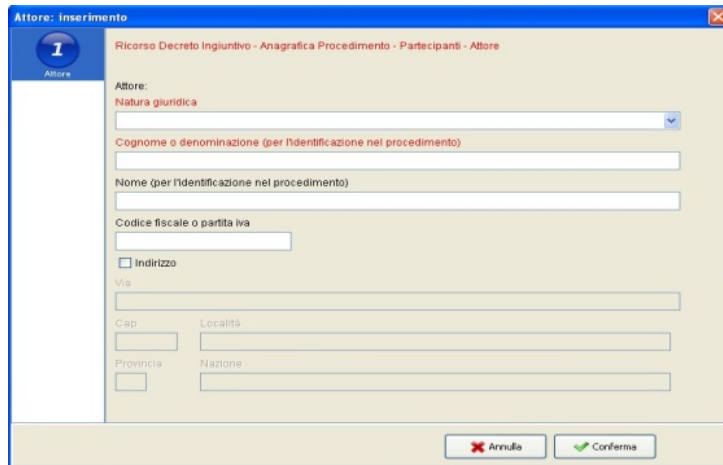 Attore: inserimento
1
Attore
Ricorso Decreto Ingiuntivo - Anagrafica Procedimento - Partecipanti - Attore
Attore:
Natura giuridica
Cognome o denominazione (per l'identificazione nel procedimento)
Nome (per l'identificazione nel procedimento)
Codice fiscale o partita iva
Indirizzo
Via
Cap Località
Provincia Nazione
Annulla Conferma